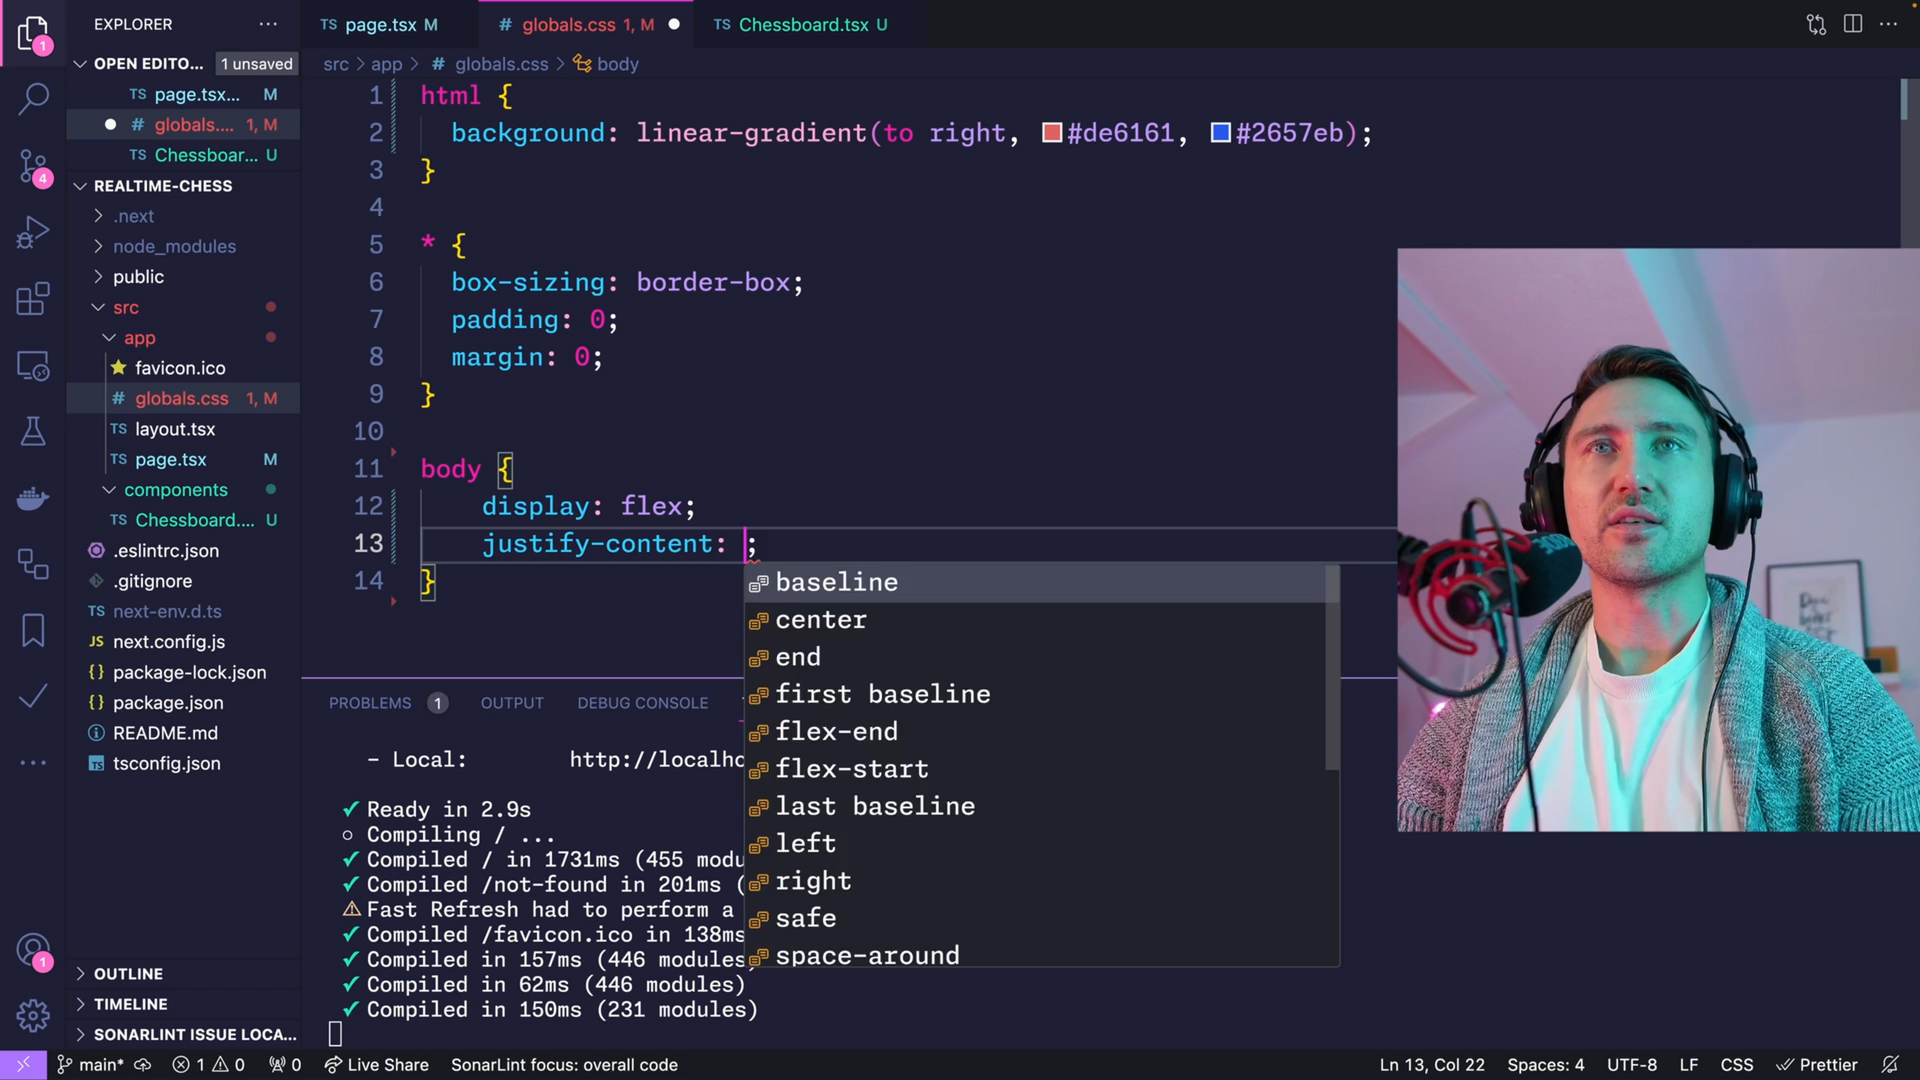 EXPLORER
OPEN EDITO... 1 unsaved
TS page.tsx... M
# globals.... 1, M
TS Chessboar... U
REALTIME-CHESS
.next
node_modules
public
src
app
favicon.ico
# globals.css 1, M
TS layout.tsx
TS page.tsx M
components
TS Chessboard.... U
.eslintrc.json
.gitignore
TS next-env.d.ts
JS next.config.js
{} package-lock.json
{} package.json
README.md
TS tsconfig.json
OUTLINE
TIMELINE
SONARLINT ISSUE LOCA...
1
4
1
TS page.tsx M
# globals.css 1, M
TS Chessboard.tsx U
src > app > # globals.css > body
1 html {
2 background: linear-gradient(to right, #de6161, #2657eb);
3 }
4
5 * {
6 box-sizing: border-box;
7 padding: 0;
8 margin: 0;
9 }
10
11 body {
12 display: flex;
13 justify-content: ;
14 }
baseline
center
end
first baseline
flex-end
flex-start
last baseline
left
right
safe
space-around
PROBLEMS 1 OUTPUT DEBUG CONSOLE
- Local: http://localho
✓ Ready in 2.9s
○ Compiling / ...
✓ Compiled / in 1731ms (455 modu
✓ Compiled /not-found in 201ms (
⚠ Fast Refresh had to perform a
✓ Compiled /favicon.ico in 138ms
✓ Compiled in 157ms (446 modules
✓ Compiled in 62ms (446 modules)
✓ Compiled in 150ms (231 modules)
main* 1 0 0 Live Share SonarLint focus: overall code Ln 13, Col 22 Spaces: 4 UTF-8 LF CSS Prettier